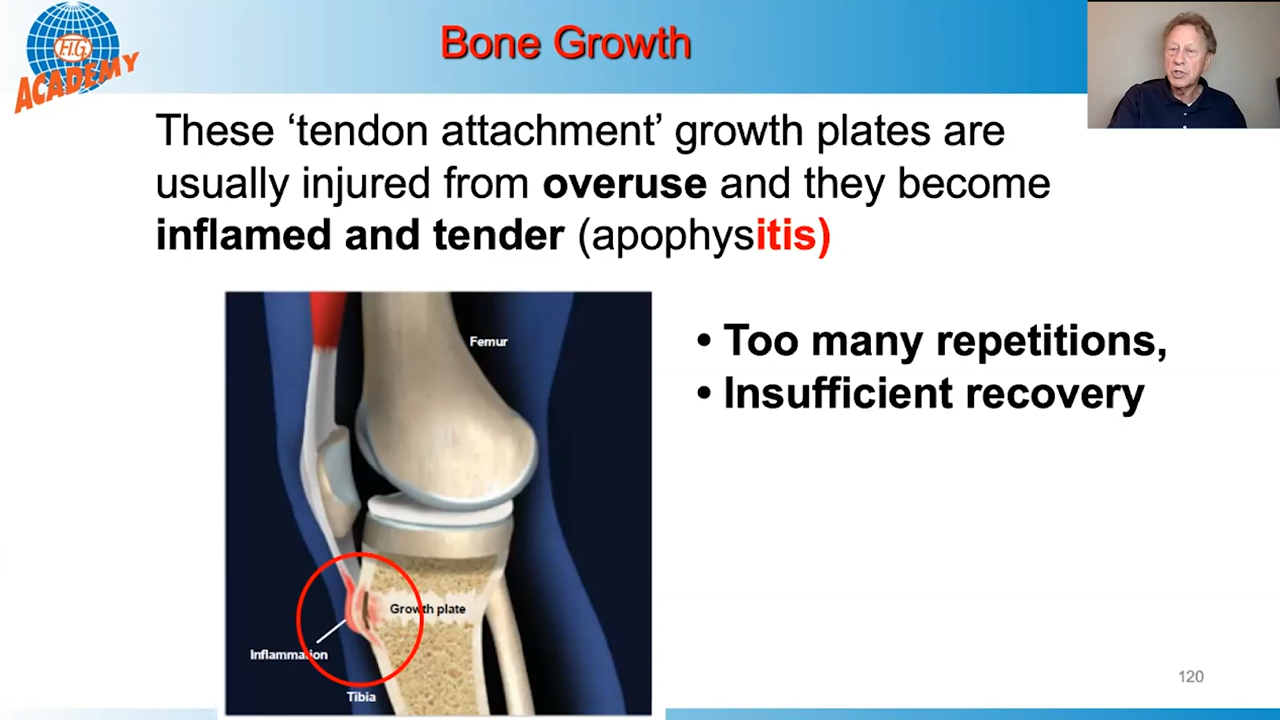 F.I.G.
ACADEMY
Bone Growth
These ‘tendon attachment’ growth plates are
usually injured from overuse and they become
inflamed and tender (apophysitis)
• Too many repetitions,
• Insufficient recovery
Femur
Growth plate
Inflammation
Tibia
120